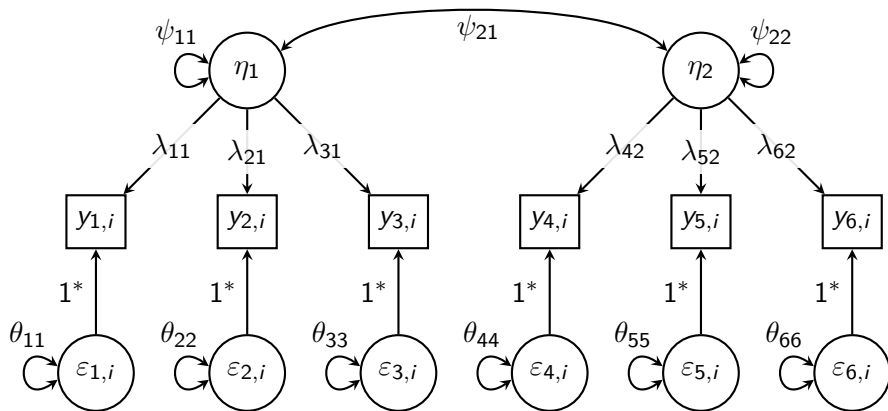 ψ₁₁ ψ₂₁ ψ₂₂
η₁ η₂
λ₁₁ λ₂₁ λ₃₁ λ₄₂ λ₅₂ λ₆₂
y₁,ᵢ y₂,ᵢ y₃,ᵢ y₄,ᵢ y₅,ᵢ y₆,ᵢ
1* 1* 1* 1* 1* 1*
θ₁₁ θ₂₂ θ₃₃ θ₄₄ θ₅₅ θ₆₆
ε₁,ᵢ ε₂,ᵢ ε₃,ᵢ ε₄,ᵢ ε₅,ᵢ ε₆,ᵢ